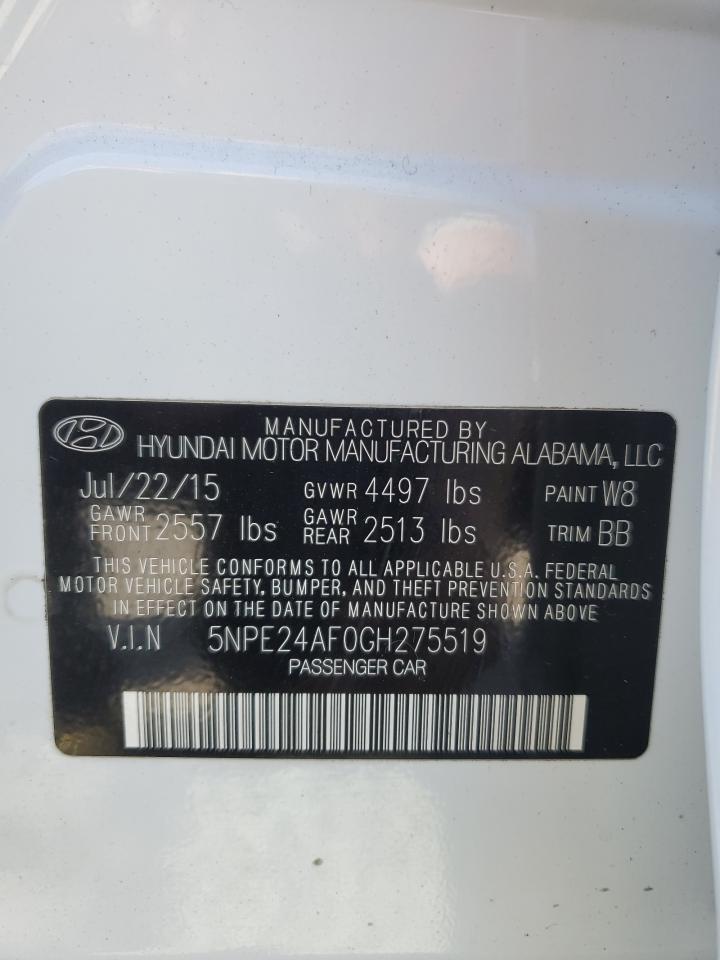 MANUFACTURED BY
HYUNDAI MOTOR MANUFACTURING ALABAMA, LLC
Jul/22/15 GVWR 4497 lbs PAINT W8
GAWR FRONT 2557 lbs GAWR REAR 2513 lbs TRIM BB
THIS VEHICLE CONFORMS TO ALL APPLICABLE U.S.A. FEDERAL
MOTOR VEHICLE SAFETY, BUMPER, AND THEFT PREVENTION STANDARDS
IN EFFECT ON THE DATE OF MANUFACTURE SHOWN ABOVE
V.I.N 5NPE24AF0GH275519
PASSENGER CAR